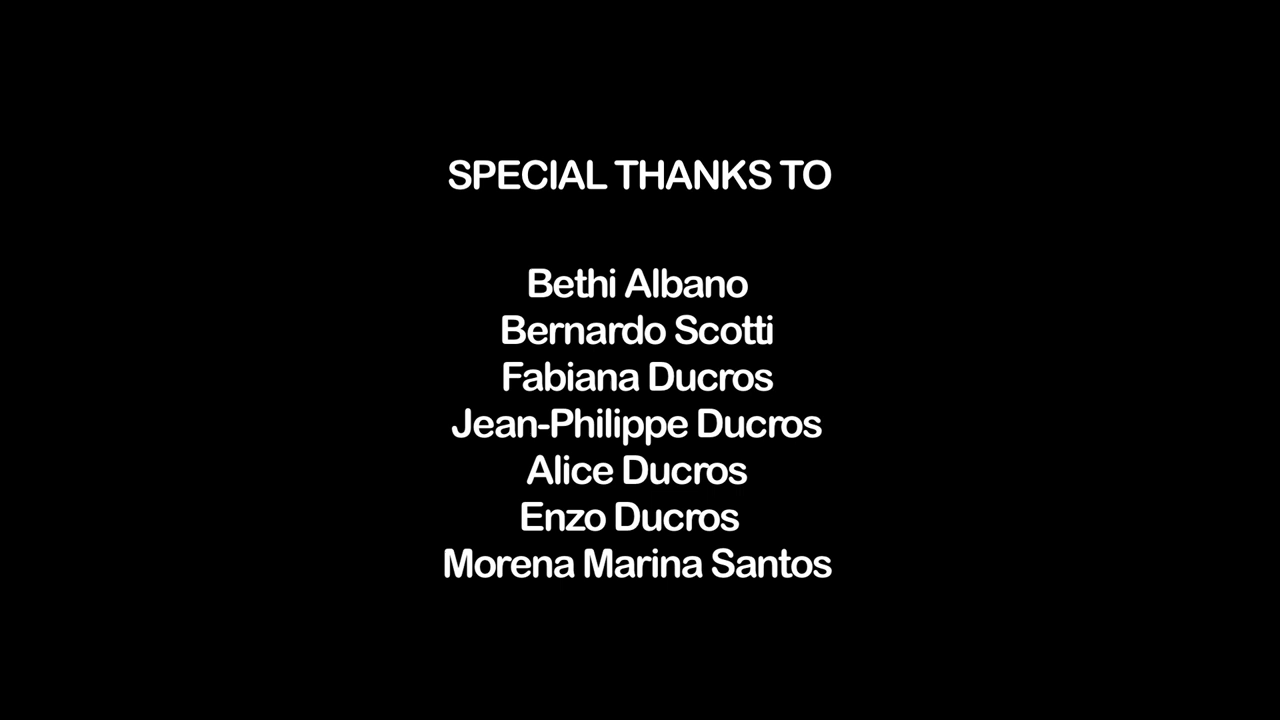 SPECIAL THANKS TO
Bethi Albano
Bernardo Scotti
Fabiana Ducros
Jean-Philippe Ducros
Alice Ducros
Enzo Ducros
Morena Marina Santos